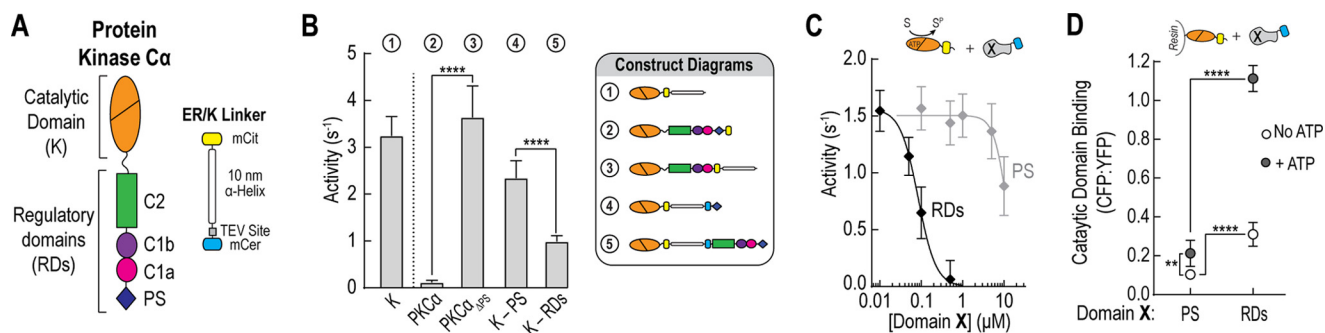 A
Protein
Kinase Cα
Catalytic
Domain
(K)
Regulatory
domains
(RDs)
C2
C1b
C1a
PS
ER/K Linker
mCit
10 nm
α-Helix
TEV Site
mCer
B
① ② ③ ④ ⑤
Activity (s⁻¹)
5
4
3
2
1
0
****
****
K
PKCα
PKCα ΔPS
K–PS
K–RDs
Construct Diagrams
①
②
③
④
⑤
C
S Sᴾ
ATP
+ X
Activity (s⁻¹)
2.0
1.5
1.0
0.5
0.0
PS
RDs
0.01 0.1 1 10
[Domain X] (μM)
D
Resin
+ X
Cataytic Domain Binding
(CFP:YFP)
1.2
1.0
0.8
0.6
0.4
0.2
0.0
****
****
**
No ATP
+ ATP
Domain X: PS RDs